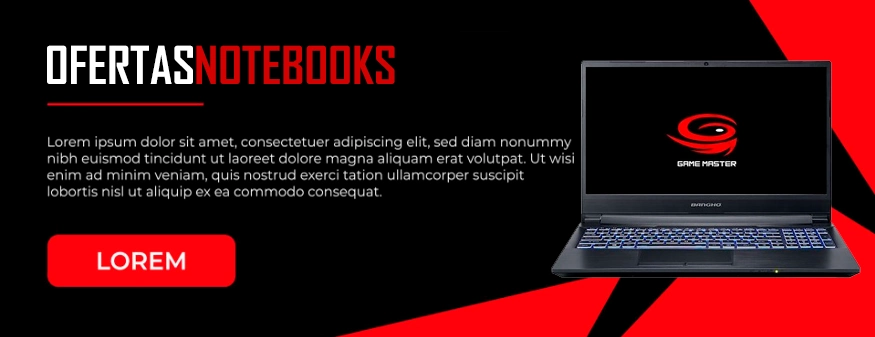 OFERTASNOTEBOOKS
Lorem ipsum dolor sit amet, consectetuer adipiscing elit, sed diam nonummy
nibh euismod tincidunt ut laoreet dolore magna aliquam erat volutpat. Ut wisi
enim ad minim veniam, quis nostrud exerci tation ullamcorper suscipit
lobortis nisl ut aliquip ex ea commodo consequat.
LOREM
GAME MASTER